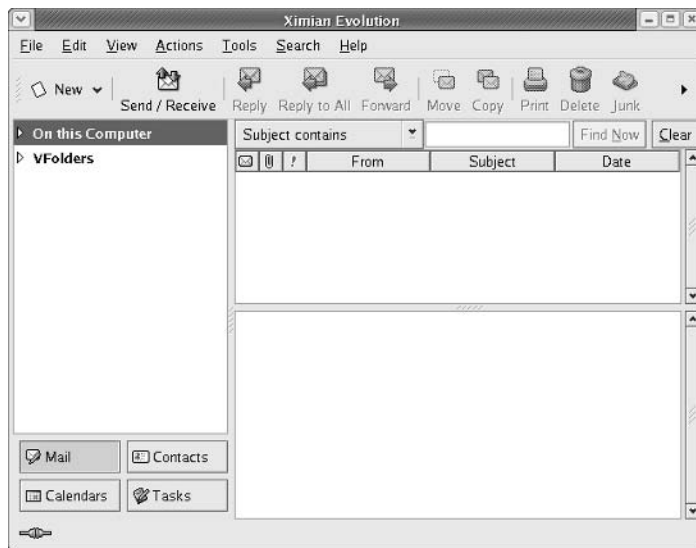 Ximian Evolution
File Edit View Actions Tools Search Help
New Send / Receive Reply Reply to All Forward Move Copy Print Delete Junk
On this Computer
VFolders
Subject contains Find Now Clear
! From Subject Date
Mail Contacts
Calendars Tasks